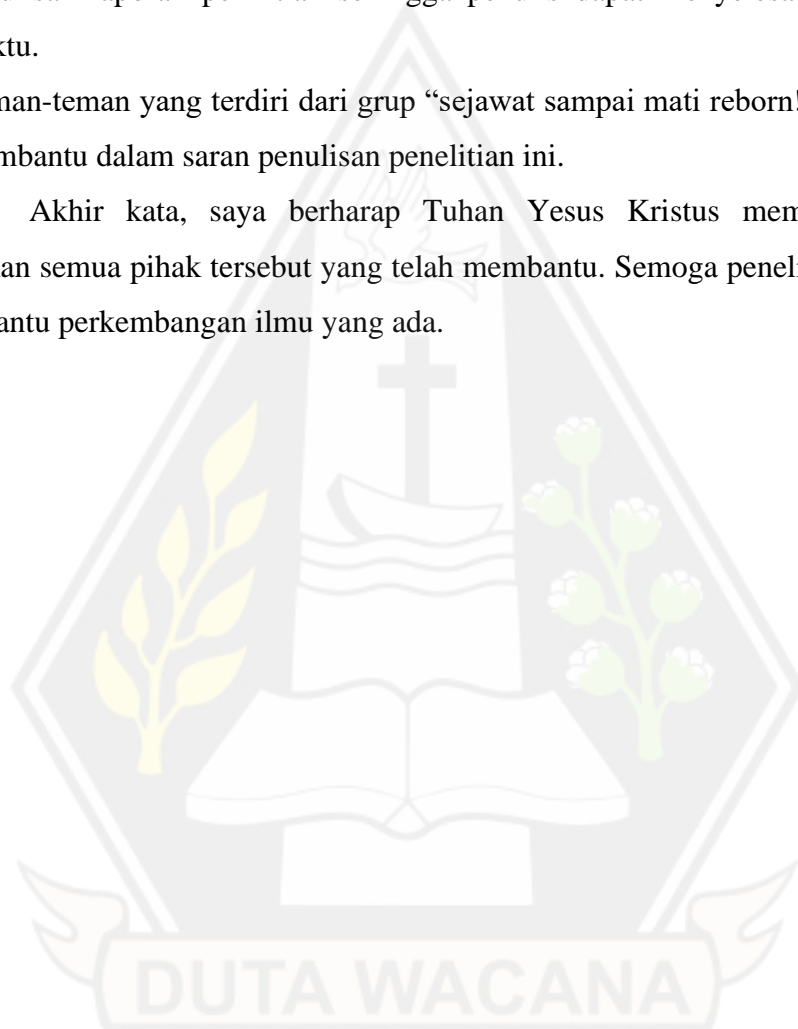 ktu.
man-teman yang terdiri dari grup “sejawat sampai mati reborn!
mbantu dalam saran penulisan penelitian ini.
Akhir kata, saya berharap Tuhan Yesus Kristus mem
an semua pihak tersebut yang telah membantu. Semoga penel
antu perkembangan ilmu yang ada.
DUTA WACANA